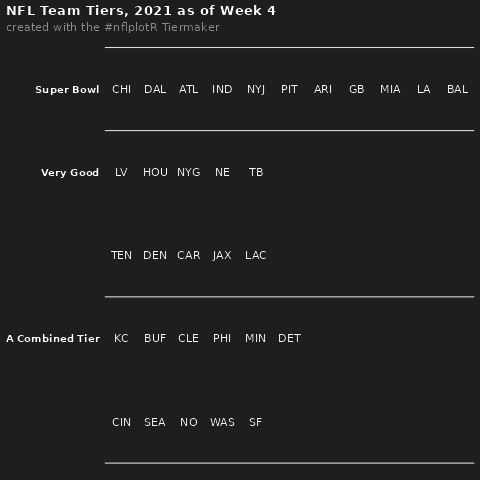 NFL Team Tiers, 2021 as of Week 4
created with the #nflplotR Tiermaker
Super Bowl CHI DAL ATL IND NYJ PIT ARI GB MIA LA BAL
Very Good LV HOU NYG NE TB
TEN DEN CAR JAX LAC
A Combined Tier KC BUF CLE PHI MIN DET
CIN SEA NO WAS SF